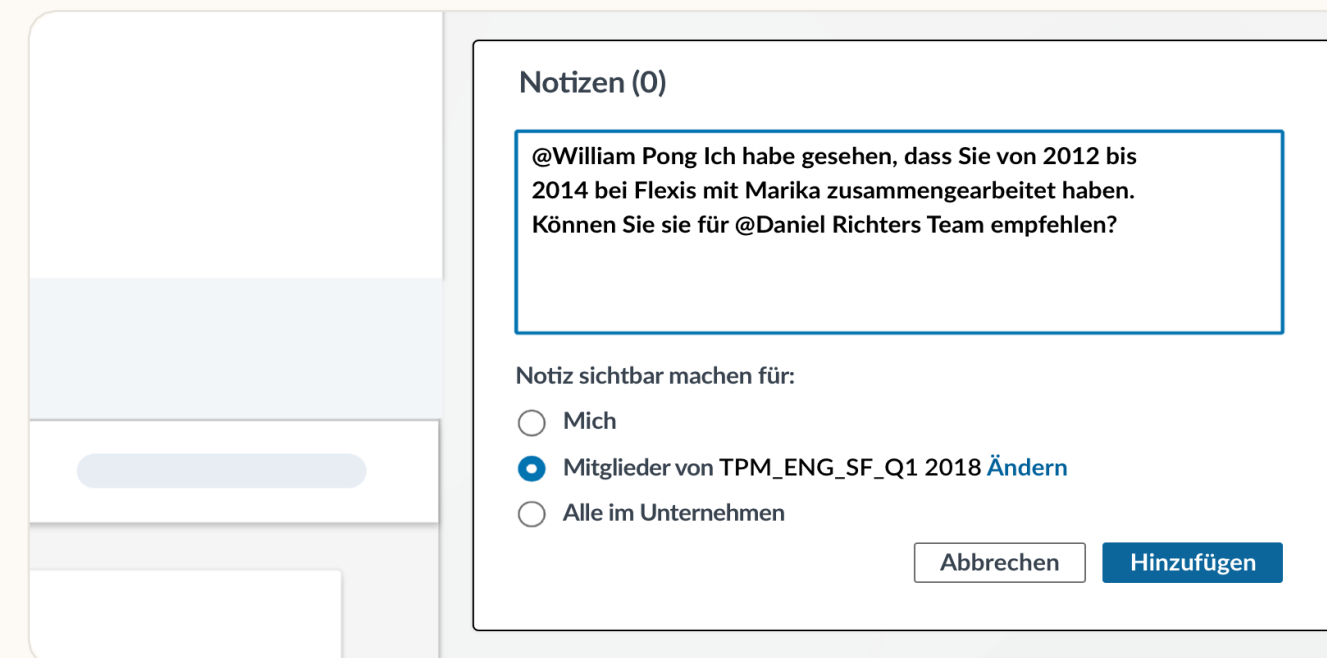 Notizen (0)
@William Pong Ich habe gesehen, dass Sie von 2012 bis
2014 bei Flexis mit Marika zusammengearbeitet haben.
Können Sie sie für @Daniel Richters Team empfehlen?
Notiz sichtbar machen für:
Mich
Mitglieder von TPM_ENG_SF_Q1 2018 Ändern
Alle im Unternehmen
Abbrechen Hinzufügen